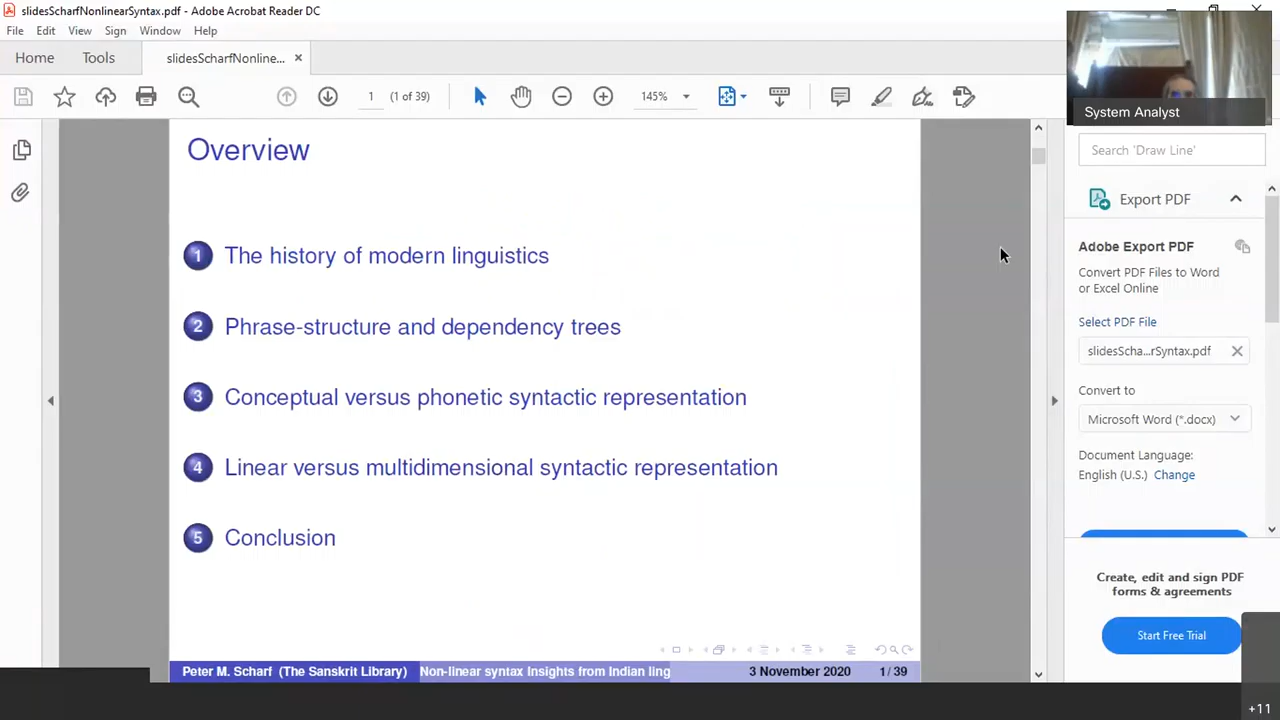 slidesScharfNonlinearSyntax.pdf - Adobe Acrobat Reader DC
File Edit View Sign Window Help
Home Tools slidesScharfNonline...
1 (1 of 39) 145%
System Analyst
Overview
1 The history of modern linguistics
2 Phrase-structure and dependency trees
3 Conceptual versus phonetic syntactic representation
4 Linear versus multidimensional syntactic representation
5 Conclusion
Peter M. Scharf (The Sanskrit Library) Non-linear syntax Insights from Indian ling 3 November 2020 1/39
Search 'Draw Line'
Export PDF
Adobe Export PDF
Convert PDF Files to Word
or Excel Online
Select PDF File
slidesScha...rSyntax.pdf
Convert to
Microsoft Word (*.docx)
Document Language:
English (U.S.) Change
Create, edit and sign PDF
forms & agreements
Start Free Trial
+11